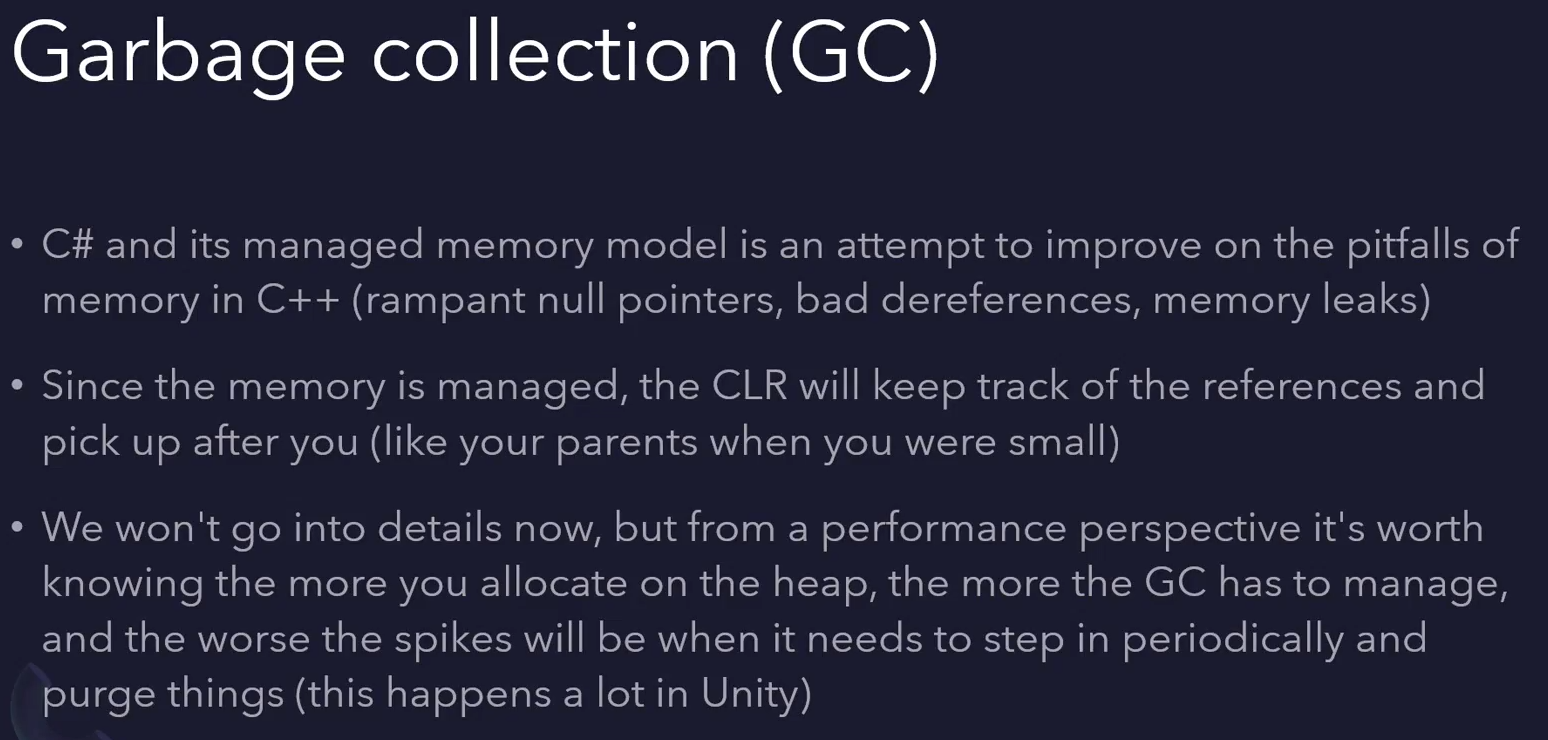 Garbage collection (GC)
• C# and its managed memory model is an attempt to improve on the pitfalls of
memory in C++ (rampant null pointers, bad dereferences, memory leaks)
• Since the memory is managed, the CLR will keep track of the references and
pick up after you (like your parents when you were small)
• We won't go into details now, but from a performance perspective it's worth
knowing the more you allocate on the heap, the more the GC has to manage,
and the worse the spikes will be when it needs to step in periodically and
purge things (this happens a lot in Unity)